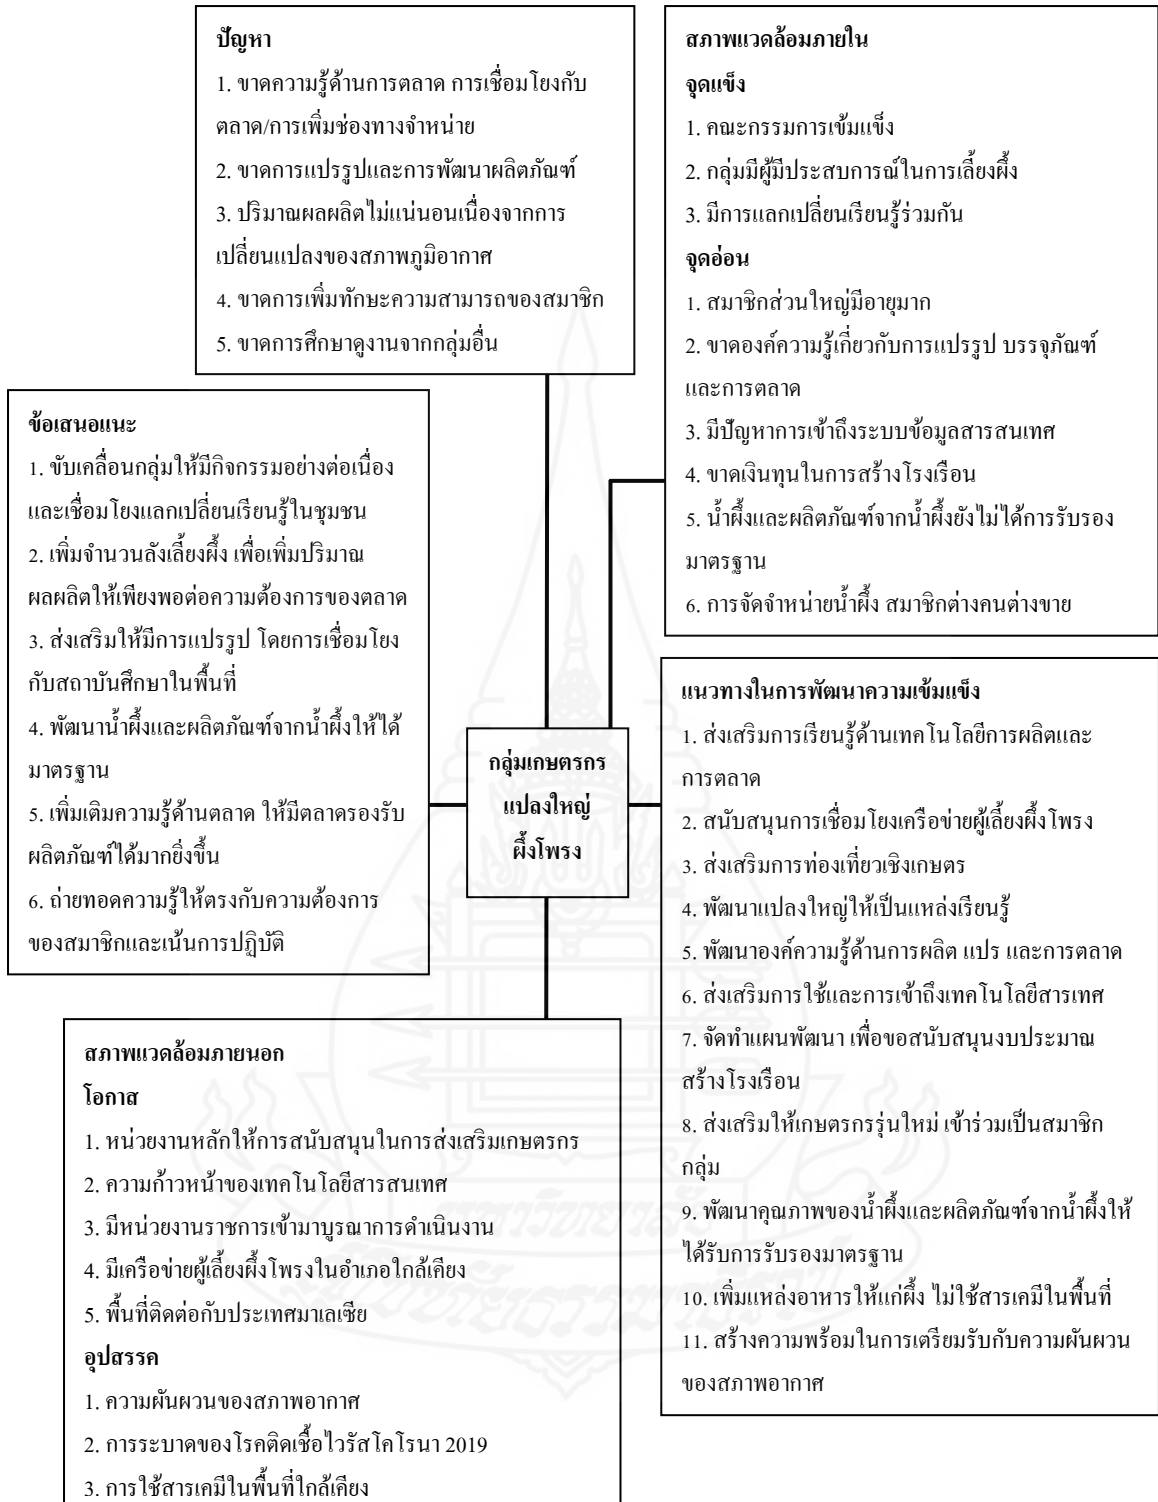 ปัญหา
1. ขาดความรู้ด้านการตลาด การเชื่อมโยงกับ
ตลาด/การเพิ่มช่องทางจำหน่าย
2. ขาดการแปรรูปและการพัฒนาผลิตภัณฑ์
3. ปริมาณผลผลิตไม่แน่นอนเนื่องจากการ
เปลี่ยนแปลงของสภาพภูมิอากาศ
4. ขาดการเพิ่มทักษะความสามารถของสมาชิก
5. ขาดการศึกษาดูงานจากกลุ่มอื่น
สภาพแวดล้อมภายใน
จุดแข็ง
1. คณะกรรมการเข้มแข็ง
2. กลุ่มมีผู้มีประสบการณ์ในการเลี้ยงผึ้ง
3. มีการแลกเปลี่ยนเรียนรู้ร่วมกัน
จุดอ่อน
1. สมาชิกส่วนใหญ่มีอายุมาก
2. ขาดองค์ความรู้เกี่ยวกับการแปรรูป บรรจุภัณฑ์
และการตลาด
3. มีปัญหาการเข้าถึงระบบข้อมูลสารสนเทศ
4. ขาดเงินทุนในการสร้างโรงเรือน
5. น้ำผึ้งและผลิตภัณฑ์จากน้ำผึ้งยังไม่ได้การรับรอง
มาตรฐาน
6. การจัดจำหน่ายน้ำผึ้ง สมาชิกต่างคนต่างขาย
ข้อเสนอแนะ
1. ขับเคลื่อนกลุ่มให้มีกิจกรรมอย่างต่อเนื่อง
และเชื่อมโยงแลกเปลี่ยนเรียนรู้ในชุมชน
2. เพิ่มจำนวนลังเลี้ยงผึ้ง เพื่อเพิ่มปริมาณ
ผลผลิตให้เพียงพอต่อความต้องการของตลาด
3. ส่งเสริมให้มีการแปรรูป โดยการเชื่อมโยง
กับสถาบันศึกษาในพื้นที่
4. พัฒนาน้ำผึ้งและผลิตภัณฑ์จากน้ำผึ้งให้ได้
มาตรฐาน
5. เพิ่มเติมความรู้ด้านตลาด ให้มีตลาดรองรับ
ผลิตภัณฑ์ได้มากยิ่งขึ้น
6. ถ่ายทอดความรู้ให้ตรงกับความต้องการ
ของสมาชิกและเน้นการปฏิบัติ
กลุ่มเกษตรกร
แปลงใหญ่
ผึ้งโพรง
แนวทางในการพัฒนาความเข้มแข็ง
1. ส่งเสริมการเรียนรู้ด้านเทคโนโลยีการผลิตและ
การตลาด
2. สนับสนุนการเชื่อมโยงเครือข่ายผู้เลี้ยงผึ้งโพรง
3. ส่งเสริมการท่องเที่ยวเชิงเกษตร
4. พัฒนาแปลงใหญ่ให้เป็นแหล่งเรียนรู้
5. พัฒนาองค์ความรู้ด้านการผลิต แปร และการตลาด
6. ส่งเสริมการใช้และการเข้าถึงเทคโนโลยีสารเทศ
7. จัดทำแผนพัฒนา เพื่อขอสนับสนุนงบประมาณ
สร้างโรงเรือน
8. ส่งเสริมให้เกษตรกรรุ่นใหม่ เข้าร่วมเป็นสมาชิก
กลุ่ม
9. พัฒนาคุณภาพของน้ำผึ้งและผลิตภัณฑ์จากน้ำผึ้งให้
ได้รับการรับรองมาตรฐาน
10. เพิ่มแหล่งอาหารให้แก่ผึ้ง ไม่ใช้สารเคมีในพื้นที่
11. สร้างความพร้อมในการเตรียมรับกับความผันผวน
ของสภาพอากาศ
สภาพแวดล้อมภายนอก
โอกาส
1. หน่วยงานหลักให้การสนับสนุนในการส่งเสริมเกษตรกร
2. ความก้าวหน้าของเทคโนโลยีสารสนเทศ
3. มีหน่วยงานราชการเข้ามาบูรณาการดำเนินงาน
4. มีเครือข่ายผู้เลี้ยงผึ้งโพรงในอำเภอใกล้เคียง
5. พื้นที่ติดต่อกับประเทศมาเลเซีย
อุปสรรค
1. ความผันผวนของสภาพอากาศ
2. การระบาดของโรคติดเชื้อไวรัสโคโรนา 2019
3. การใช้สารเคมีในพื้นที่ใกล้เคียง